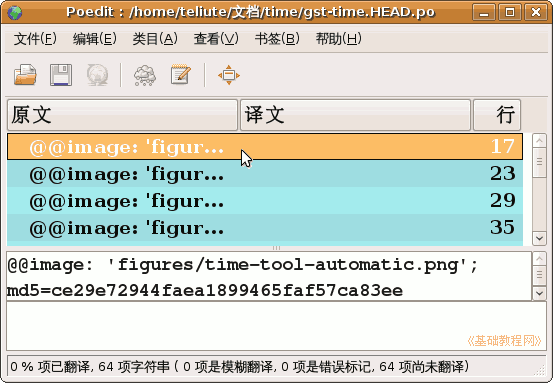 Poedit : /home/teliute/文档/time/gst-time.HEAD.po
文件(F) 编辑(E) 类目(A) 查看(V) 书签(B) 帮助(H)
原文 译文 行
@@image: 'figur... 17
@@image: 'figur... 23
@@image: 'figur... 29
@@image: 'figur... 35
@@image: 'figures/time-tool-automatic.png';
md5=ce29e72944faea1899465faf57ca83ee
《基础教程网》
0 % 项已翻译, 64 项字符串 ( 0 项是模糊翻译, 0 项是错误标记, 64 项尚未翻译)